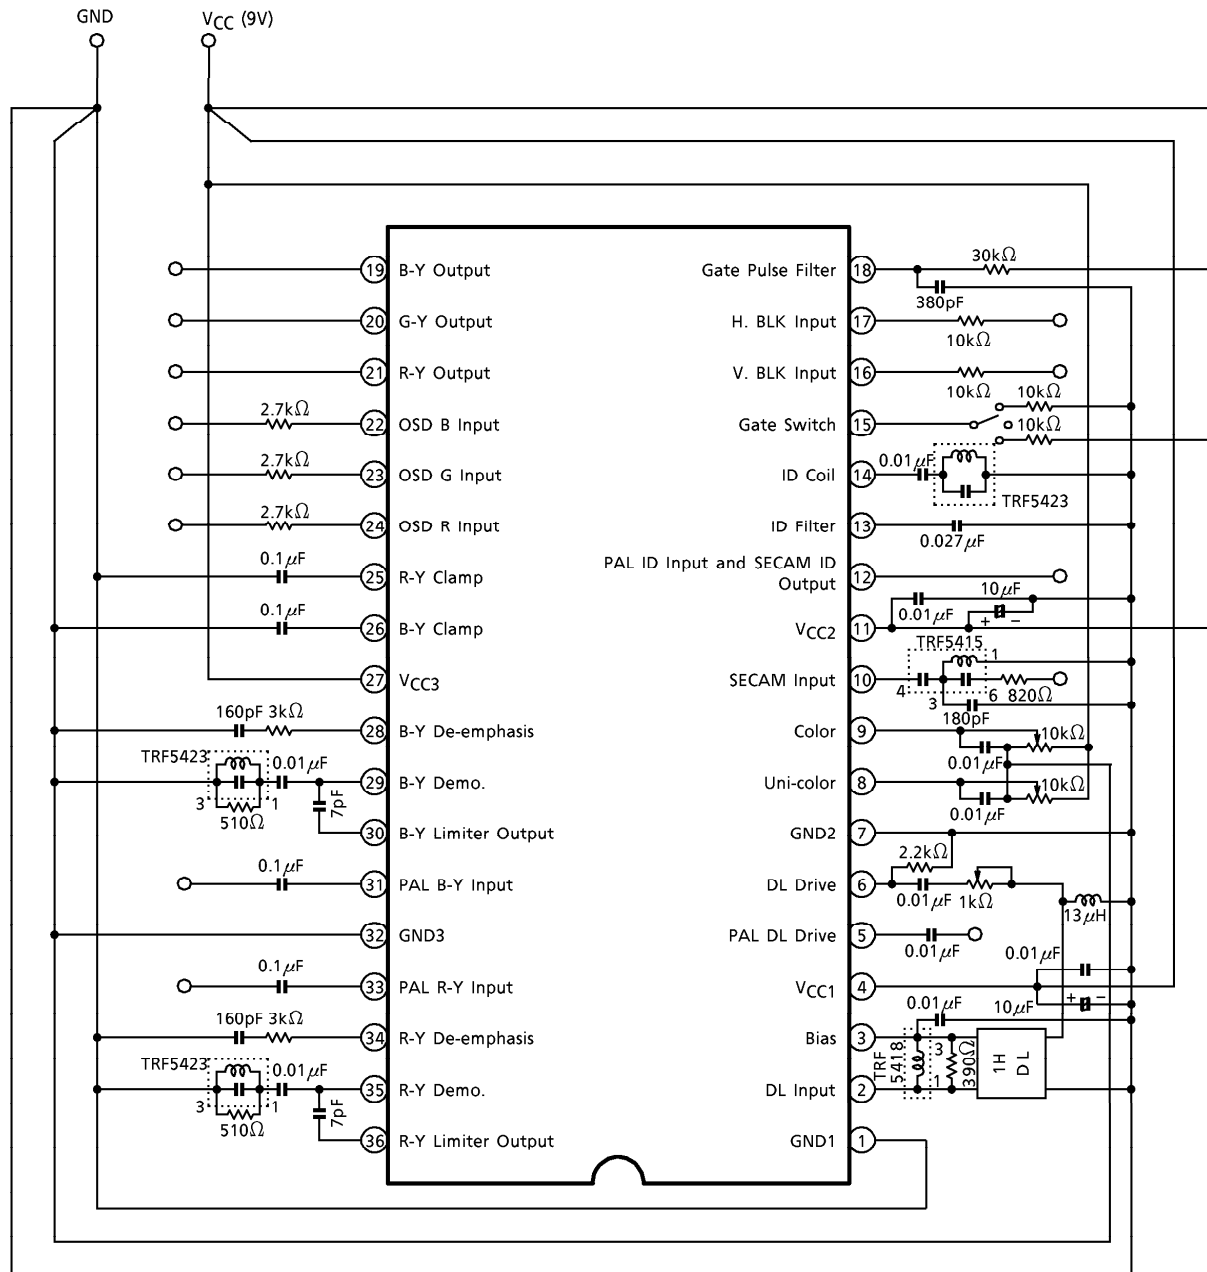 GND
VCC (9V)
19 B-Y Output
20 G-Y Output
21 R-Y Output
2.7kΩ
22 OSD B Input
2.7kΩ
23 OSD G Input
2.7kΩ
24 OSD R Input
0.1μF
25 R-Y Clamp
0.1μF
26 B-Y Clamp
27 VCC3
160pF 3kΩ
28 B-Y De-emphasis
TRF5423
0.01μF
29 B-Y Demo.
3
1
510Ω
7pF
30 B-Y Limiter Output
0.1μF
31 PAL B-Y Input
32 GND3
0.1μF
33 PAL R-Y Input
160pF 3kΩ
34 R-Y De-emphasis
TRF5423
0.01μF
35 R-Y Demo.
3
1
510Ω
7pF
36 R-Y Limiter Output
Gate Pulse Filter 18
30kΩ
380pF
H. BLK Input 17
10kΩ
V. BLK Input 16
10kΩ
10kΩ
Gate Switch 15
10kΩ
0.01μF
ID Coil 14
TRF5423
ID Filter 13
0.027μF
PAL ID Input and SECAM ID
Output
12
10μF
0.01μF
+ −
VCC2 11
TRF5415
1
SECAM Input 10
4
3
6
820Ω
180pF
Color 9
10kΩ
0.01μF
Uni-color 8
10kΩ
0.01μF
GND2 7
2.2kΩ
DL Drive 6
0.01μF
1kΩ
13μH
PAL DL Drive 5
0.01μF
0.01μF
VCC1 4
10μF
+ −
0.01μF
Bias 3
TRF
5418
3
1
390Ω
1H
DL
DL Input 2
GND1 1